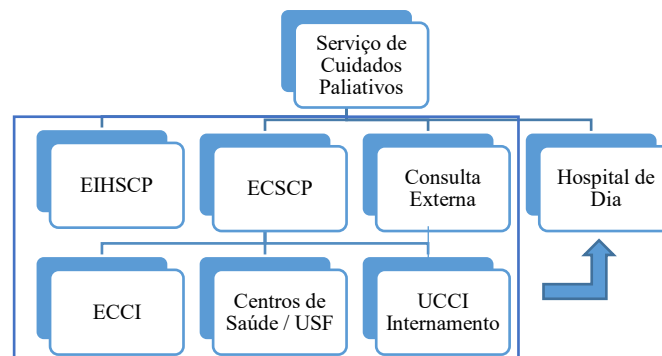 Serviço de
Cuidados
Paliativos
EIHSCP
ECSCP
Consulta
Externa
Hospital de
Dia
ECCI
Centros de
Saúde / USF
UCCI
Internamento